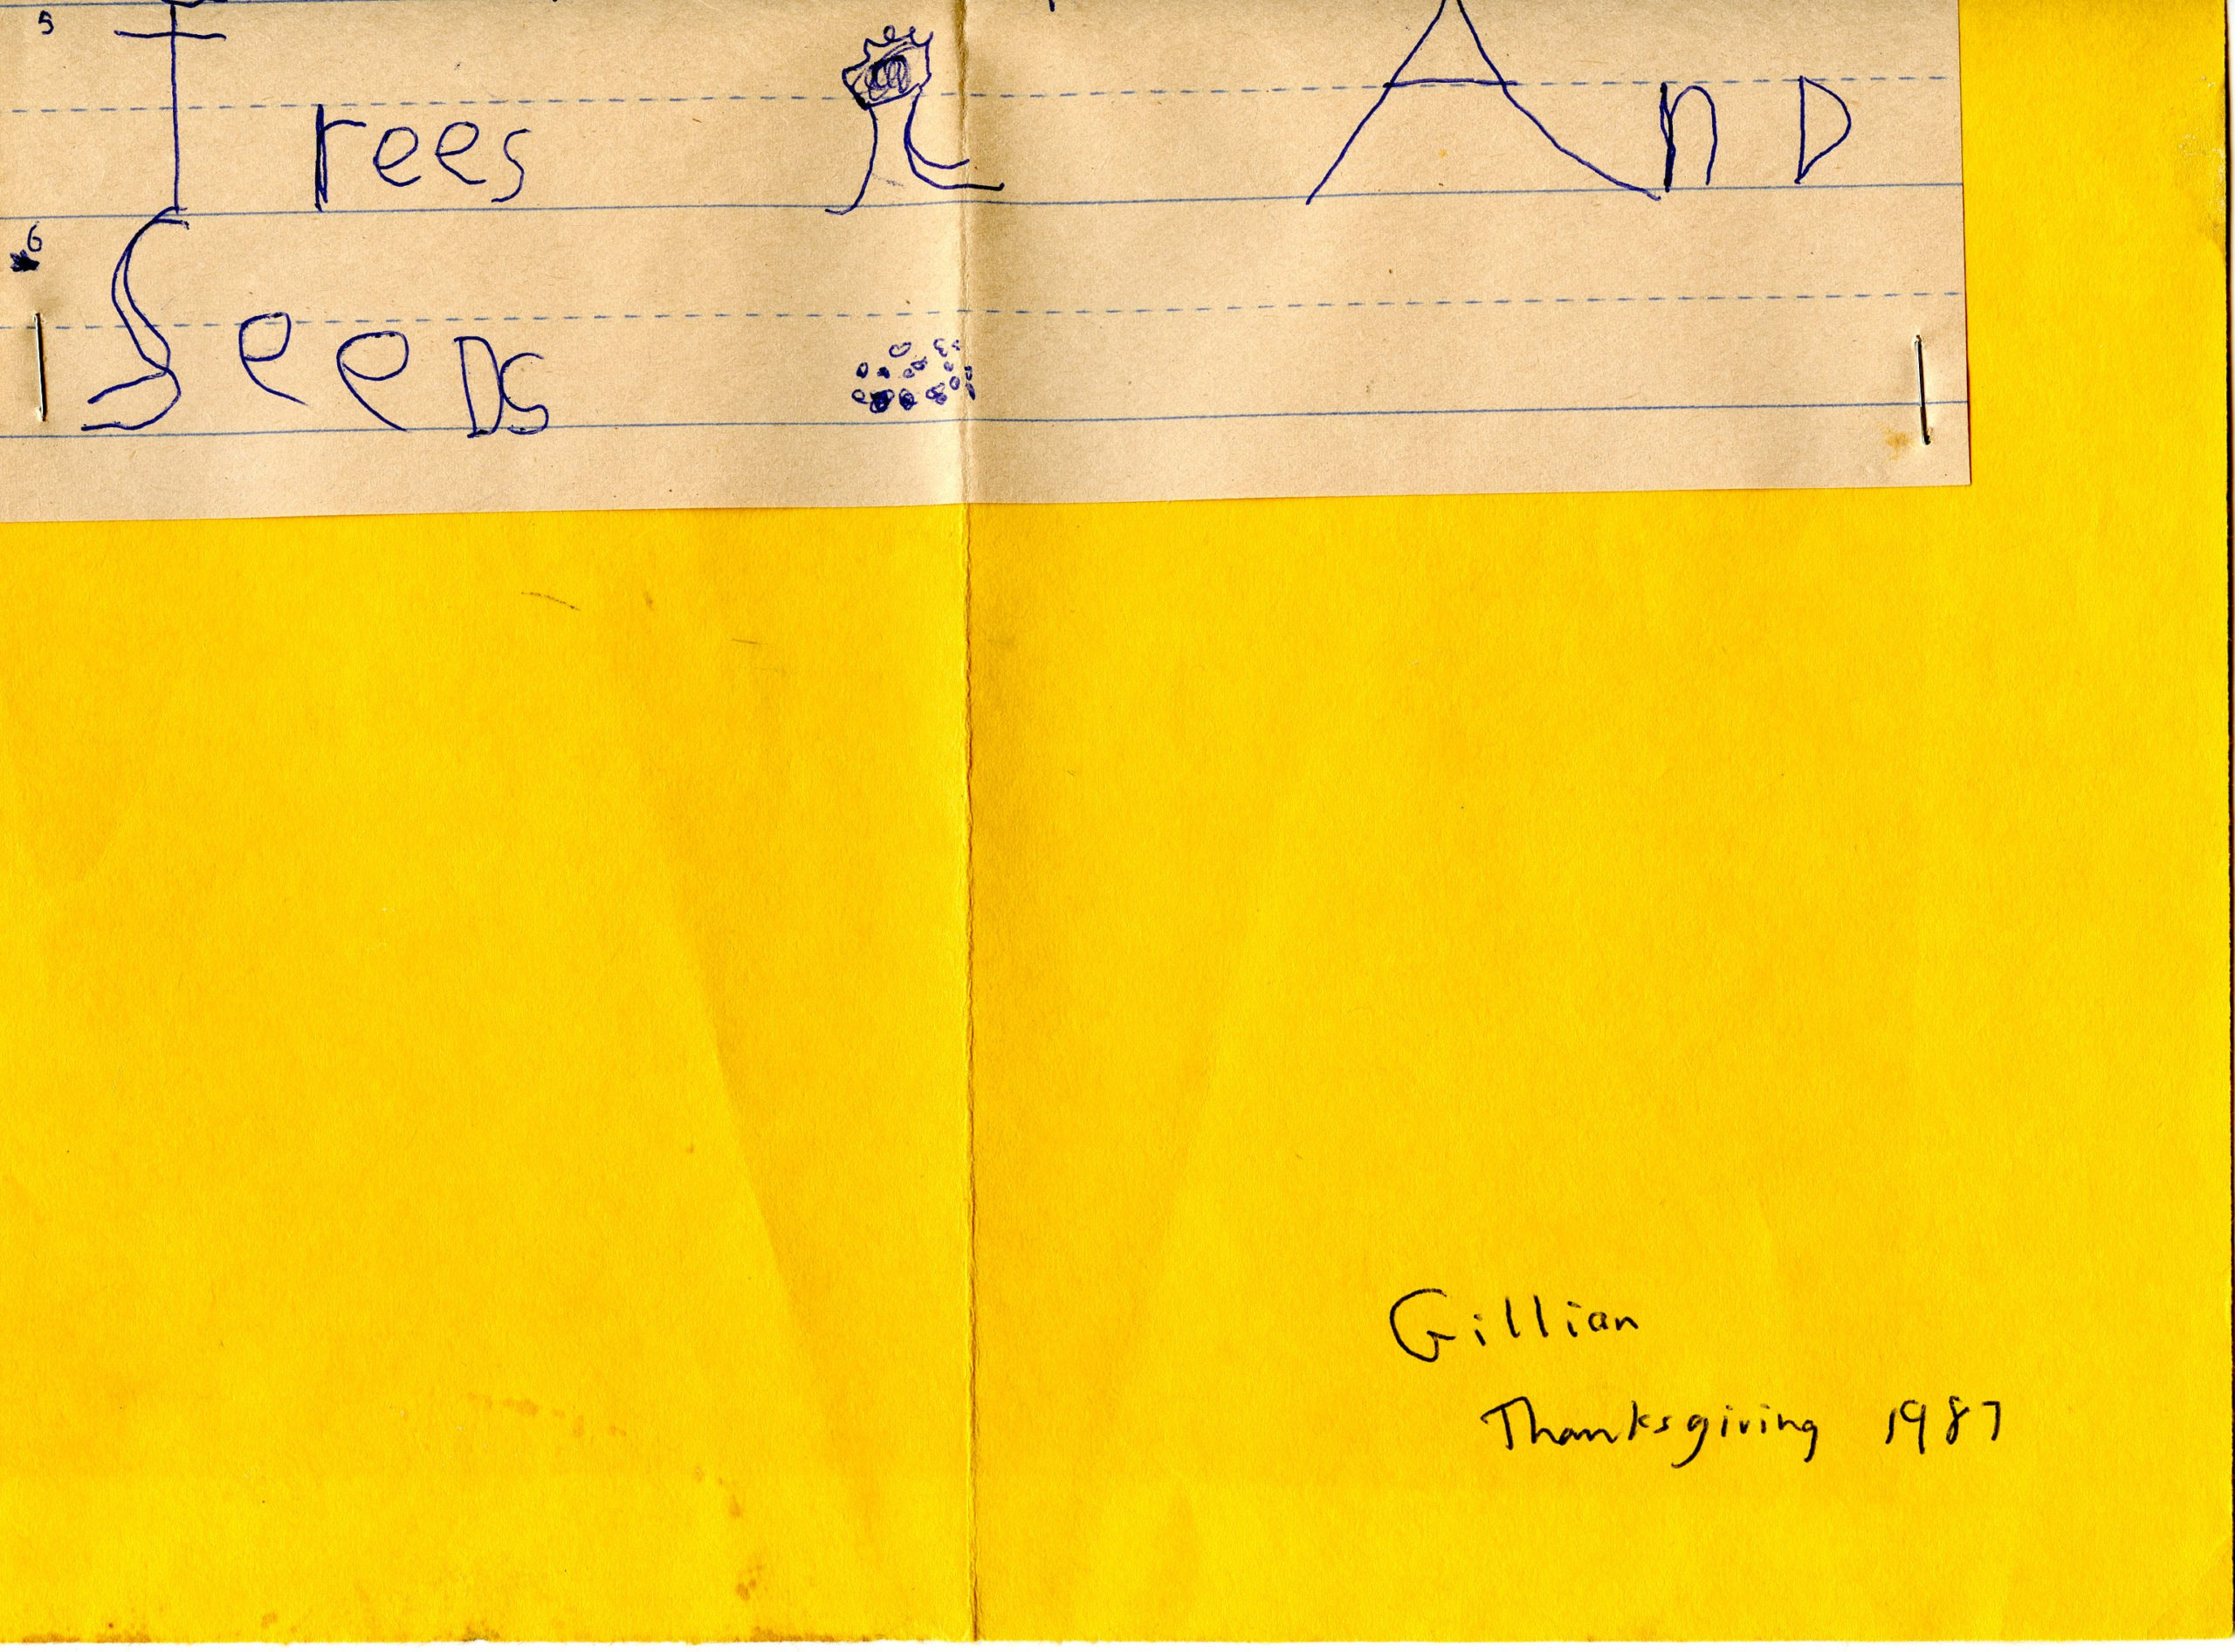 5 Trees AnD
6 SeeDs
Gillian
Thanksgiving 1987